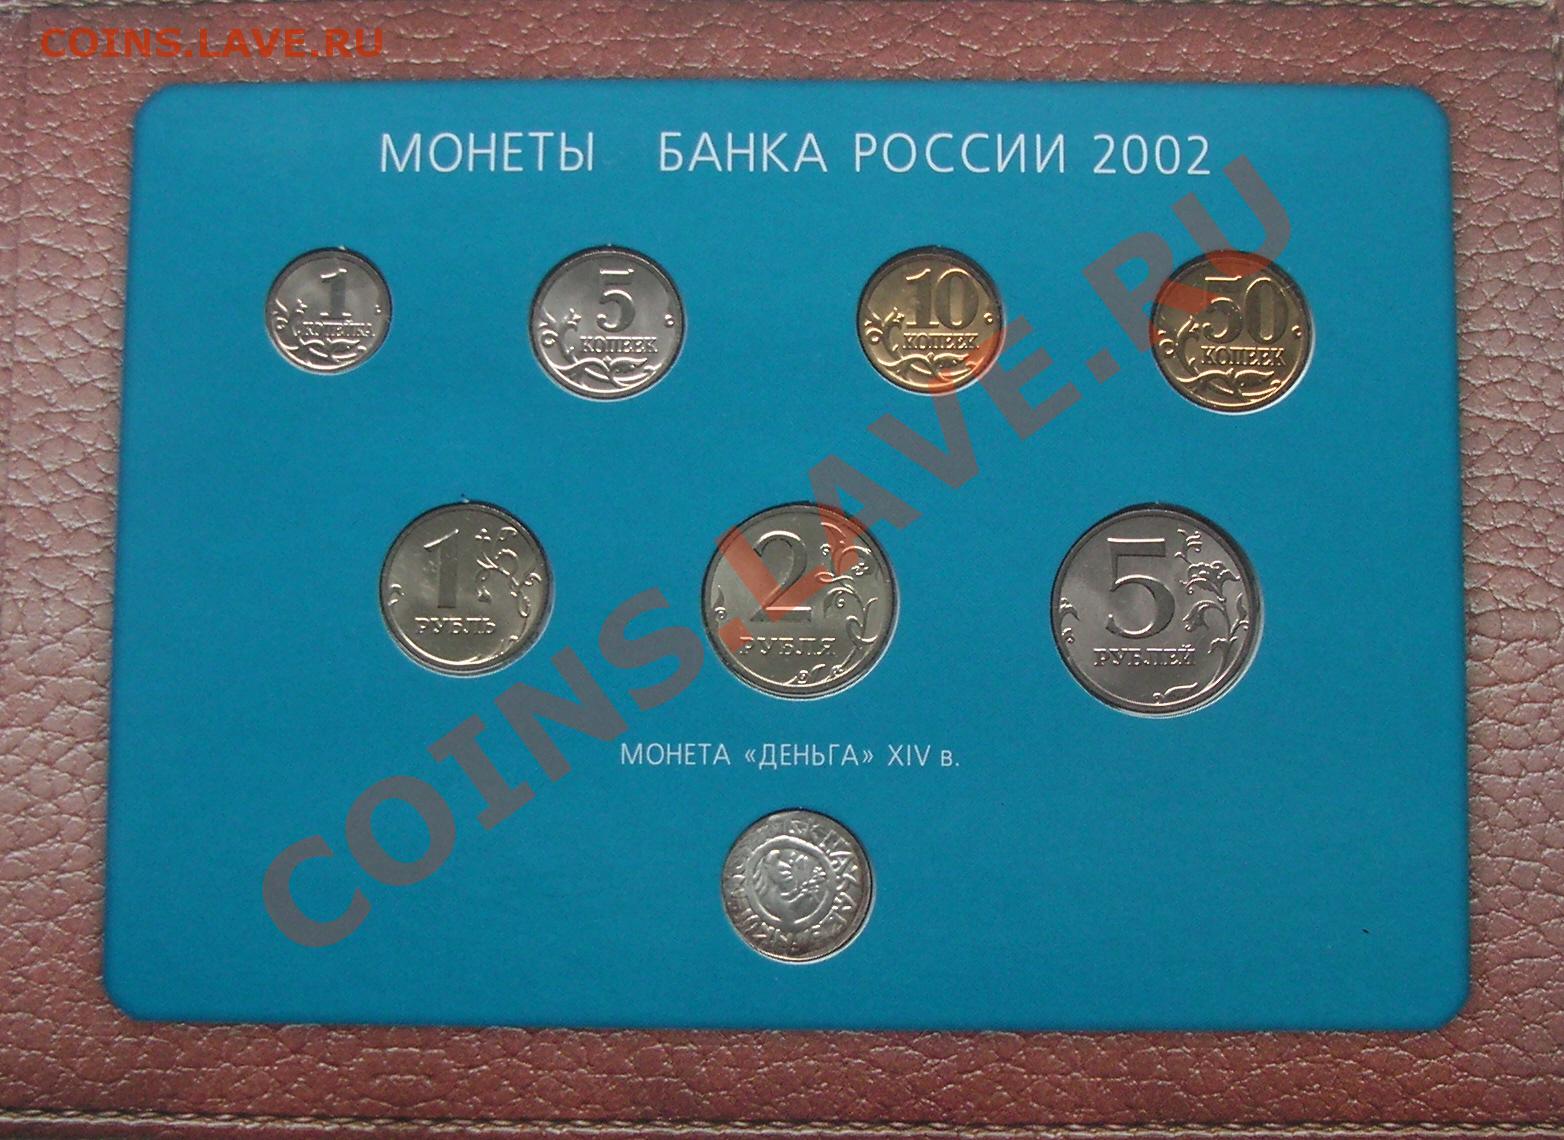 COINS.LAVE.RU
МОНЕТЫ БАНКА РОССИИ 2002
1 КОПЕЙКА
5 КОПЕЕК
10 КОПЕЕК
50 КОПЕЕК
1 РУБЛЬ
2 РУБЛЯ
5 РУБЛЕЙ
COINS.LAVE.RU
МОНЕТА «ДЕНЬГА» XIV в.